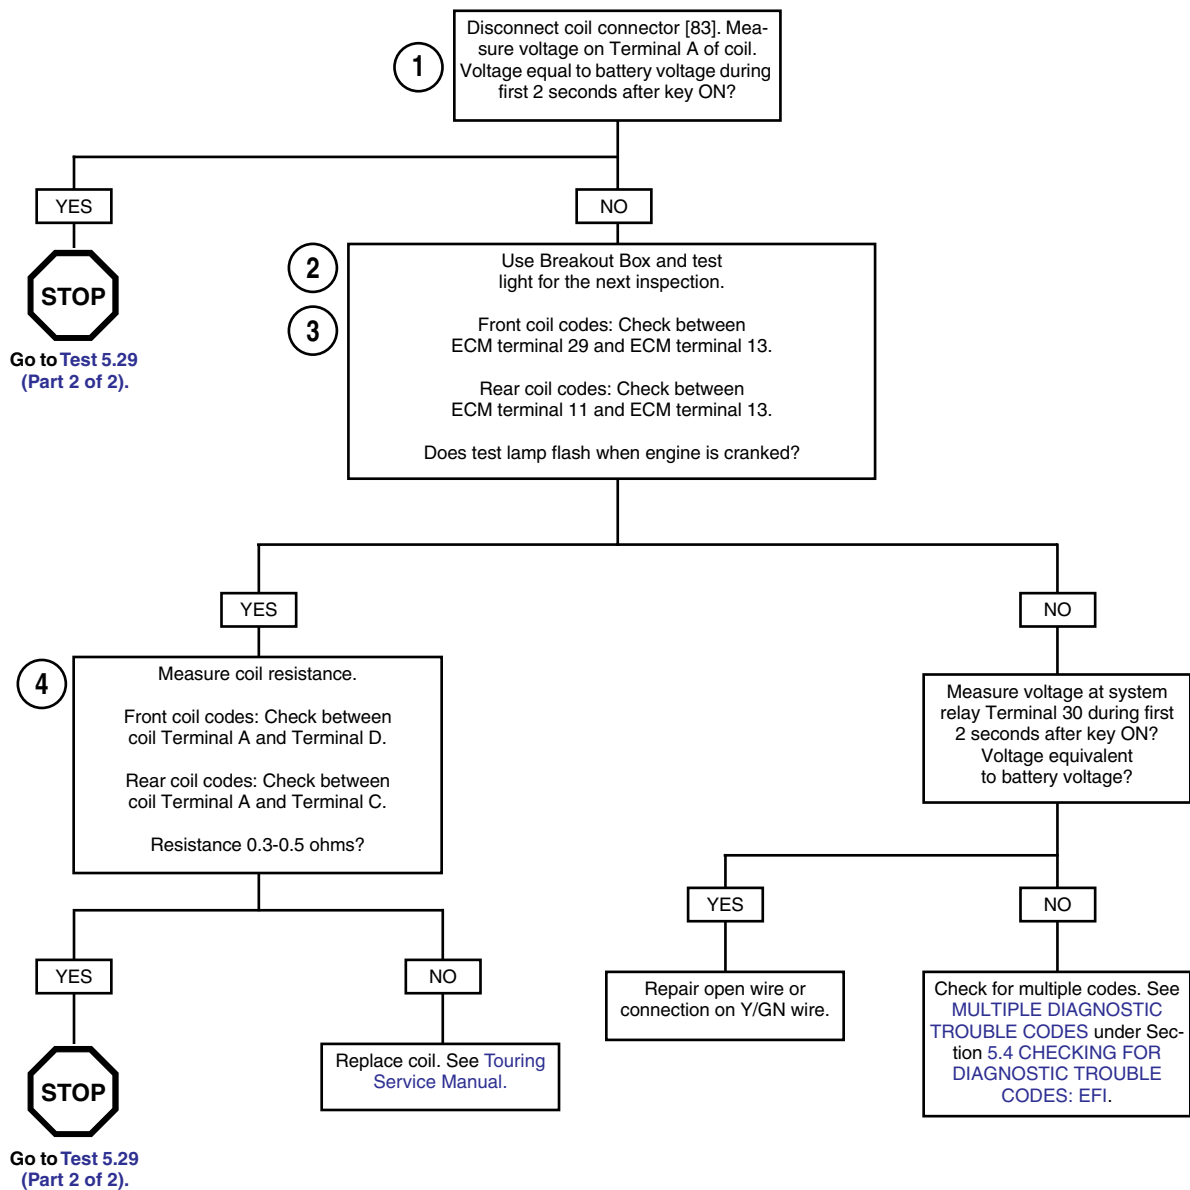 1
Disconnect coil connector [83]. Mea-
sure voltage on Terminal A of coil.
Voltage equal to battery voltage during
first 2 seconds after key ON?
YES
NO
STOP
Go to Test 5.29
(Part 2 of 2).
2
3
Use Breakout Box and test
light for the next inspection.
Front coil codes: Check between
ECM terminal 29 and ECM terminal 13.
Rear coil codes: Check between
ECM terminal 11 and ECM terminal 13.
Does test lamp flash when engine is cranked?
YES
NO
4
Measure coil resistance.
Front coil codes: Check between
coil Terminal A and Terminal D.
Rear coil codes: Check between
coil Terminal A and Terminal C.
Resistance 0.3-0.5 ohms?
Measure voltage at system
relay Terminal 30 during first
2 seconds after key ON?
Voltage equivalent
to battery voltage?
YES
NO
YES
NO
STOP
Go to Test 5.29
(Part 2 of 2).
Replace coil. See Touring
Service Manual.
Repair open wire or
connection on Y/GN wire.
Check for multiple codes. See
MULTIPLE DIAGNOSTIC
TROUBLE CODES under Sec-
tion 5.4 CHECKING FOR
DIAGNOSTIC TROUBLE
CODES: EFI.